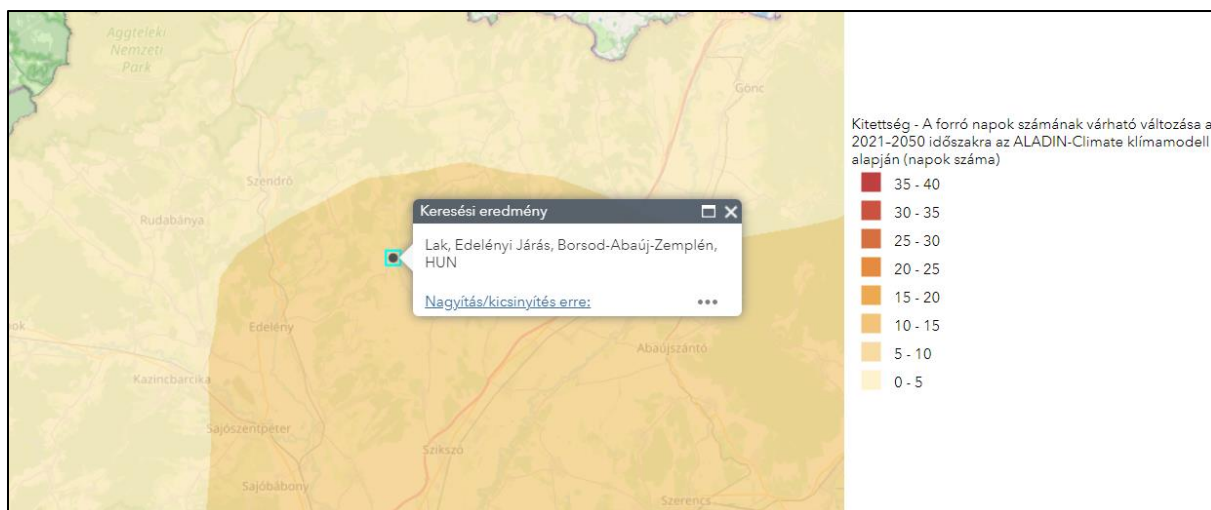 Aggteleki
Nemzeti
Park
Gönc
Szendrő
Rudabánya
Keresési eredmény
Lak, Edelényi Járás, Borsod-Abaúj-Zemplén,
HUN
Nagyítás/kicsinyítés erre:
Edelény
Abaújszántó
Kazincbarcika
Sajószentpéter
Szikszó
Sajóbábony
Szerencs
Kitettség - A forró napok számának várható változása a
2021-2050 időszakra az ALADIN-Climate klímamodell
alapján (napok száma)
35 - 40
30 - 35
25 - 30
20 - 25
15 - 20
10 - 15
5 - 10
0 - 5